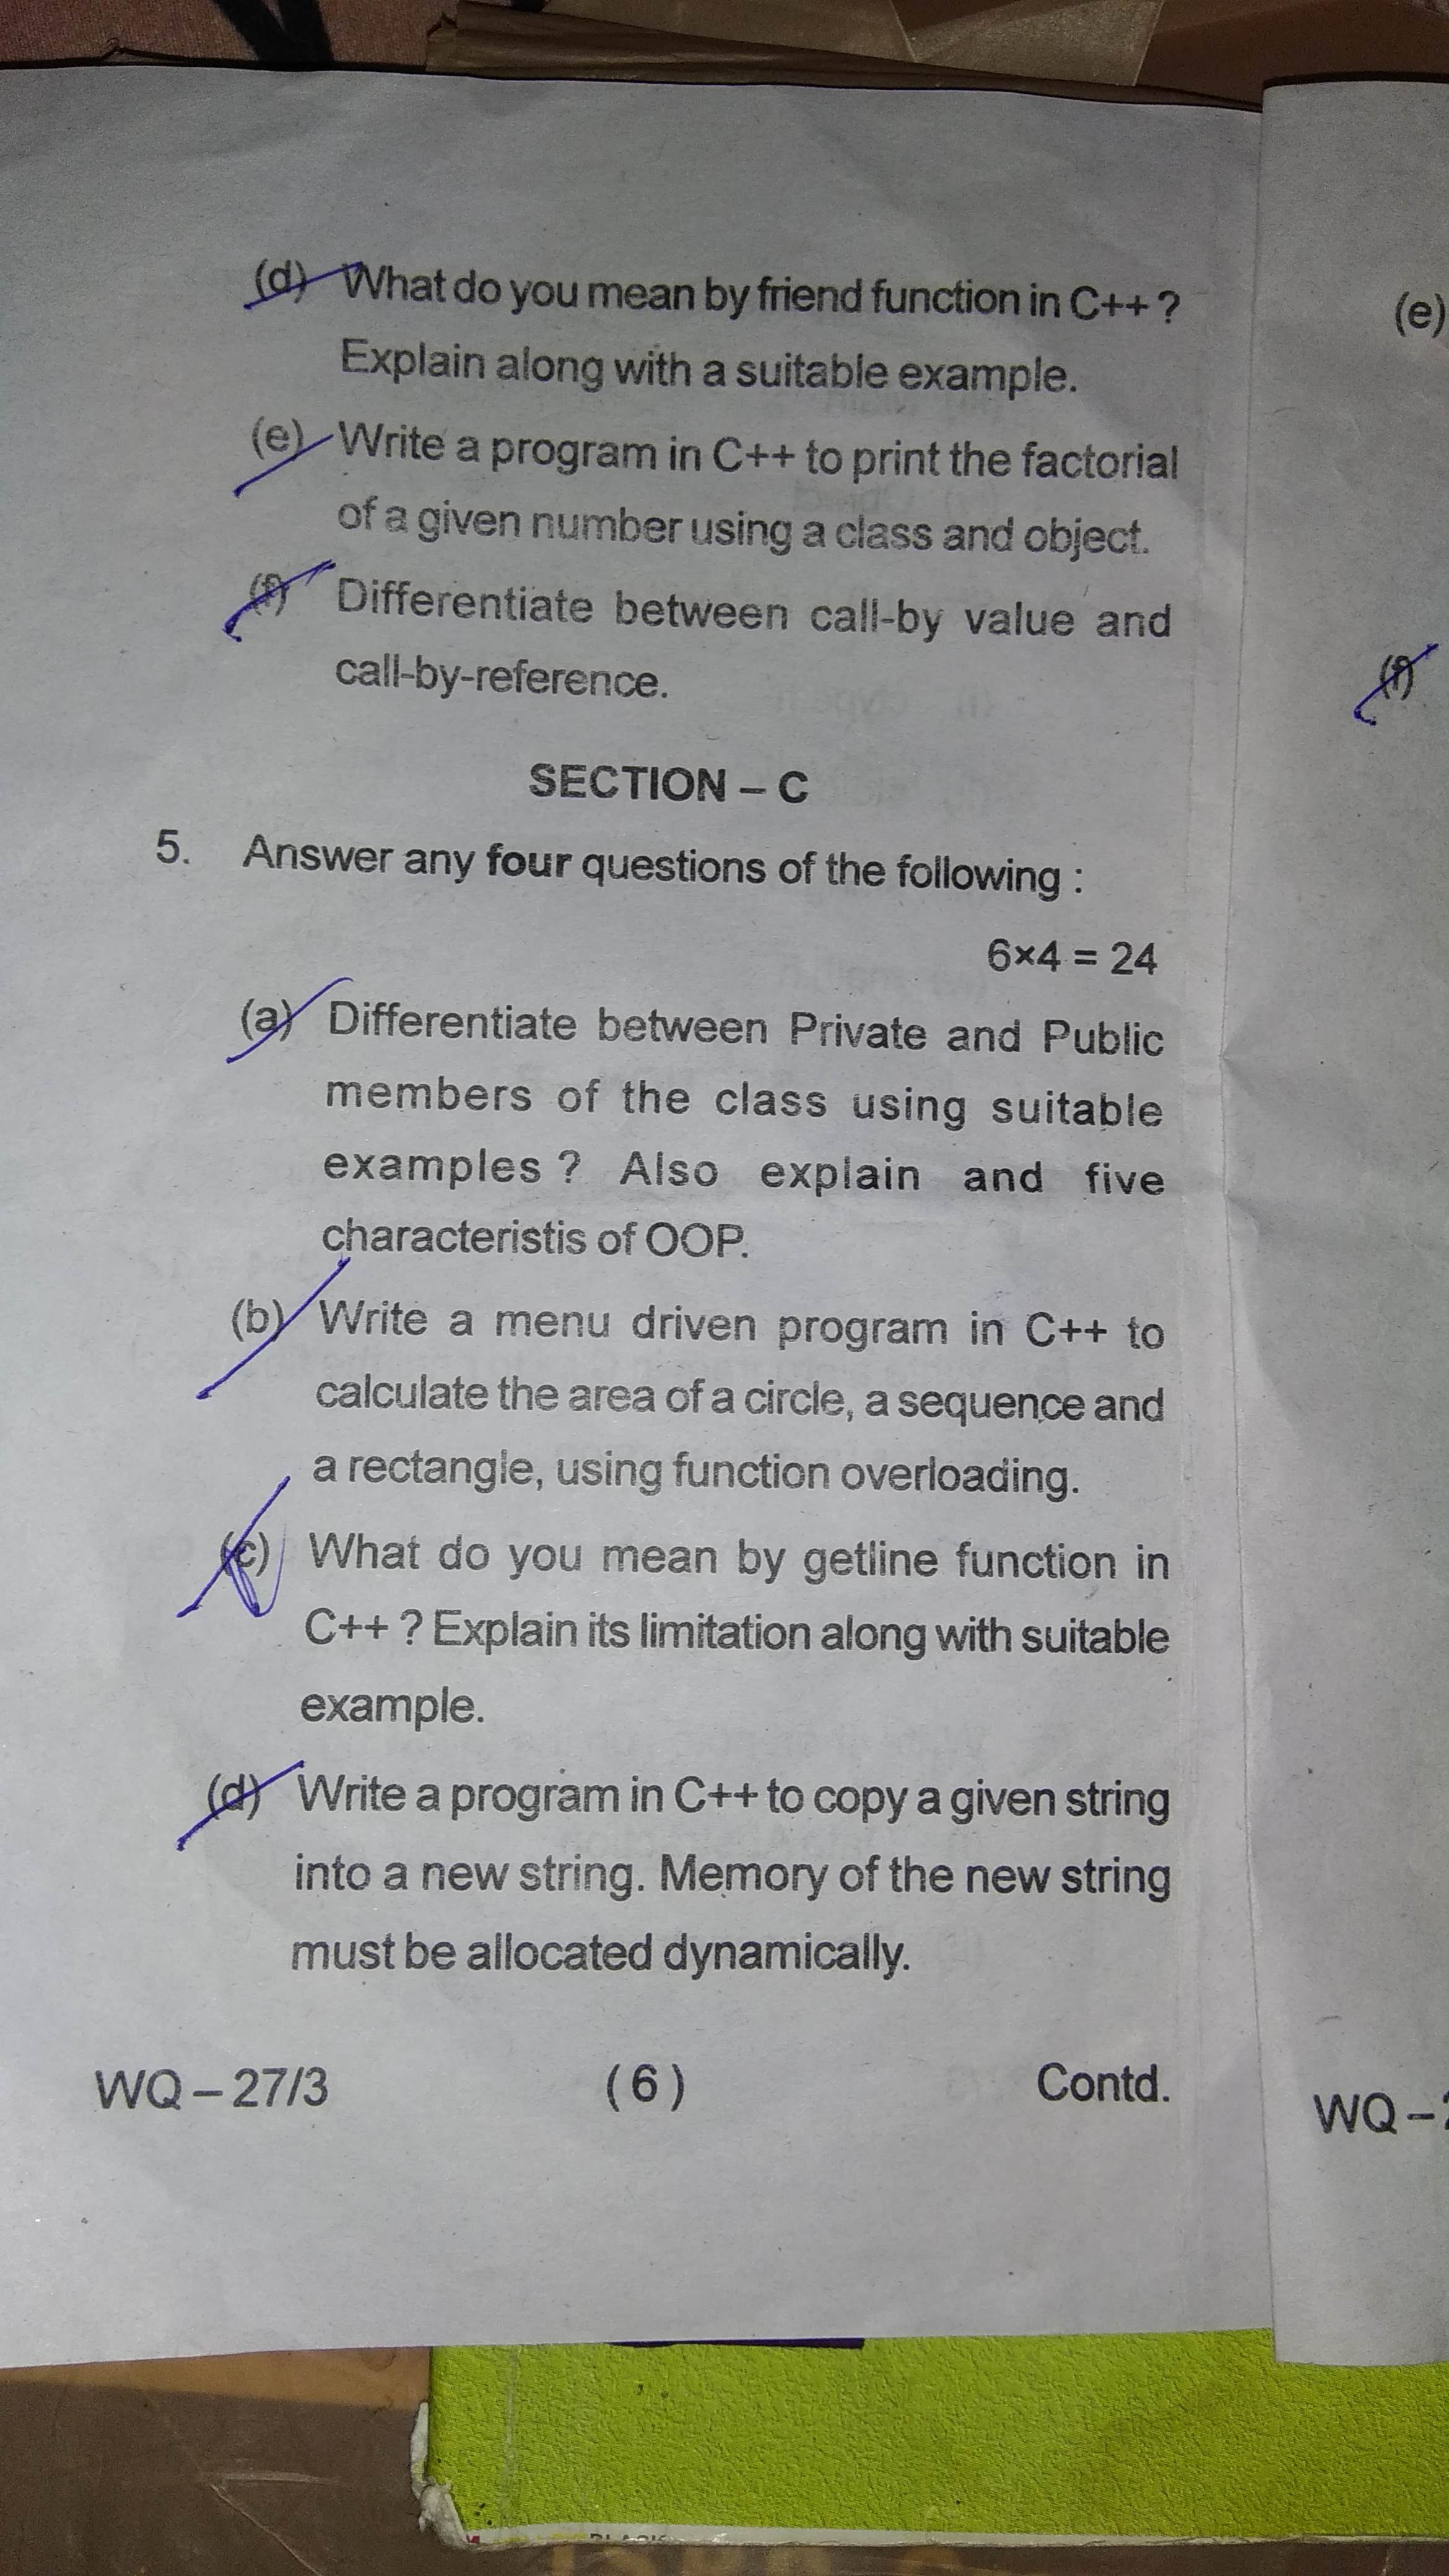 (d) What do you mean by friend function in C++ ?
Explain along with a suitable example.
(e) Write a program in C++ to print the factorial
of a given number using a class and object.
(f) Differentiate between call-by value and
call-by-reference.
SECTION – C
5. Answer any four questions of the following :
6×4 = 24
(a) Differentiate between Private and Public
members of the class using suitable
examples ? Also explain and five
characteristis of OOP.
(b) Write a menu driven program in C++ to
calculate the area of a circle, a sequence and
a rectangle, using function overloading.
(c) What do you mean by getline function in
C++ ? Explain its limitation along with suitable
example.
(d) Write a program in C++ to copy a given string
into a new string. Memory of the new string
must be allocated dynamically.
WQ – 27/3 (6) Contd.
(e)
(f)
WQ –